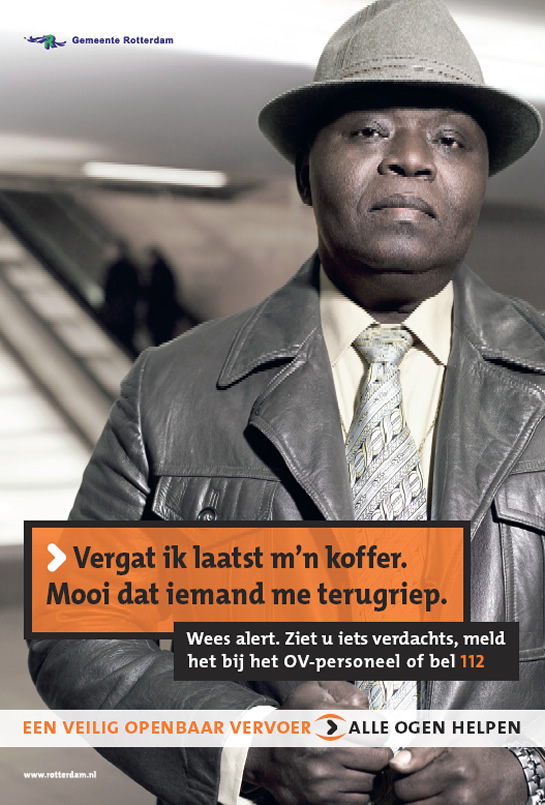 Gemeente Rotterdam
Vergat ik laatst m’n koffer.
Mooi dat iemand me terugriep.
Wees alert. Ziet u iets verdachts, meld
het bij het OV-personeel of bel 112
EEN VEILIG OPENBAAR VERVOER ALLE OGEN HELPEN
www.rotterdam.nl